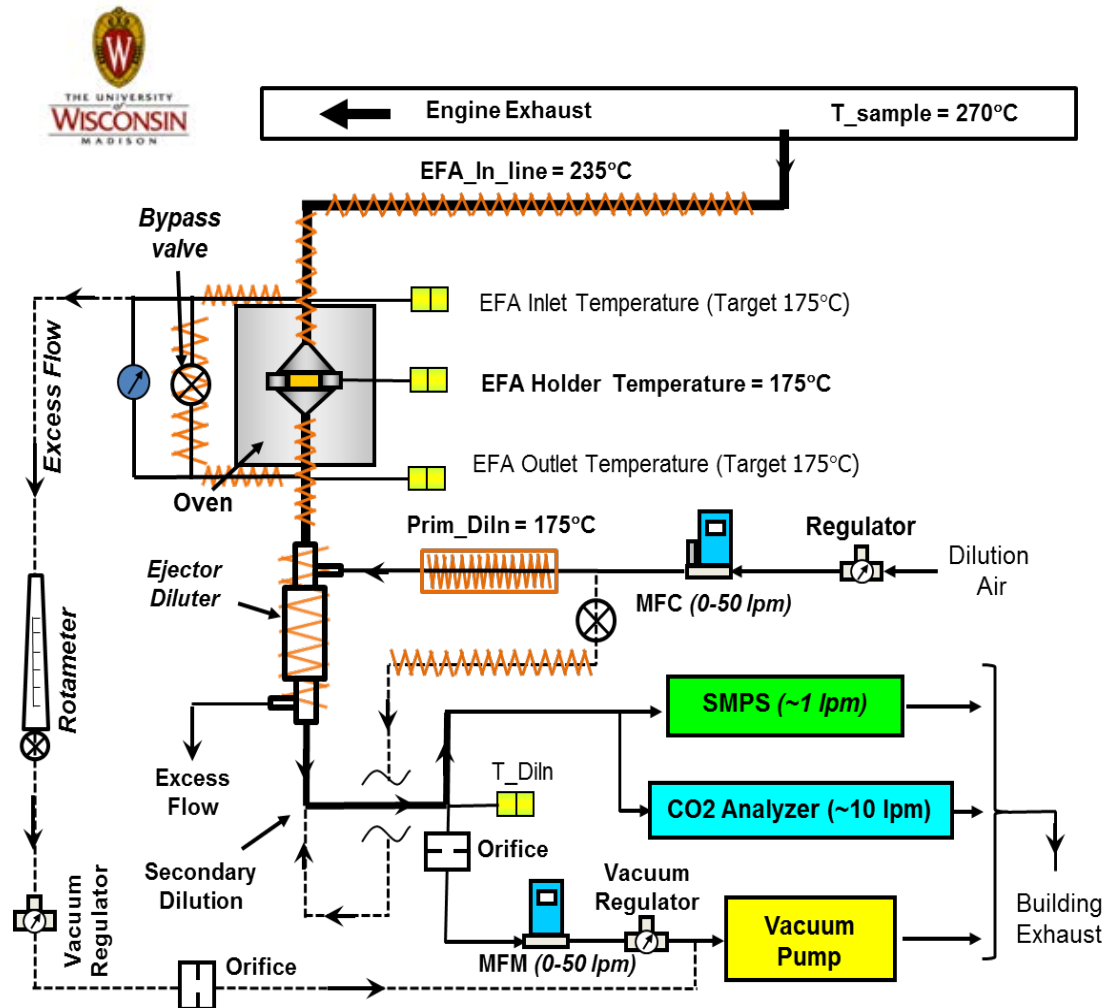 W
THE UNIVERSITY
of
WISCONSIN
MADISON
Engine Exhaust
T_sample = 270°C
EFA_In_line = 235°C
Bypass
valve
EFA Inlet Temperature (Target 175°C)
EFA Holder Temperature = 175°C
EFA Outlet Temperature (Target 175°C)
Excess Flow
Oven
Prim_Diln = 175°C
Regulator
Dilution
Air
MFC (0-50 lpm)
Ejector
Diluter
Rotameter
SMPS (~1 lpm)
Excess
Flow
T_Diln
CO2 Analyzer (~10 lpm)
Secondary
Dilution
Orifice
Vacuum
Regulator
Vacuum
Regulator
MFM (0-50 lpm)
Vacuum
Pump
Building
Exhaust
Orifice